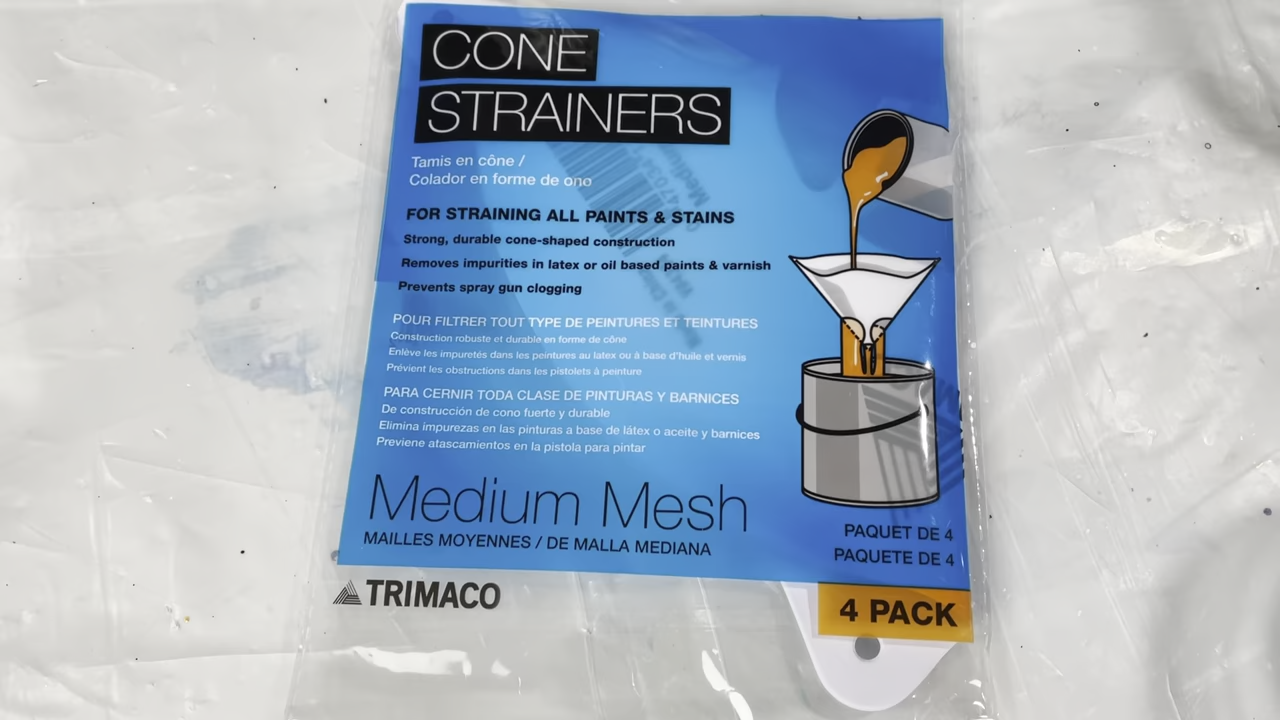 CONE
STRAINERS
Tamis en cône /
Colador en forme de ono
FOR STRAINING ALL PAINTS & STAINS
Strong, durable cone-shaped construction
Removes impurities in latex or oil based paints & varnish
Prevents spray gun clogging
POUR FILTRER TOUT TYPE DE PEINTURES ET TEINTURES
Construction robuste et durable en forme de cône
Enlève les impuretés dans les peintures au latex ou à base d'huile et vernis
Prévient les obstructions dans les pistolets à peinture
PARA CERNIR TODA CLASE DE PINTURAS Y BARNICES
De construcción de cono fuerte y durable
Elimina impurezas en las pinturas a base de látex o aceite y barnices
Previene atascamientos en la pistola para pintar
Medium Mesh
MAILLES MOYENNES / DE MALLA MEDIANA
PAQUET DE 4
PAQUETE DE 4
4 PACK
TRIMACO